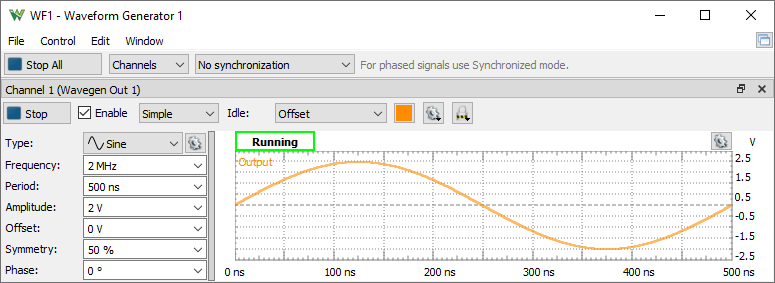 WF1 - Waveform Generator 1
File Control Edit Window
Stop All Channels No synchronization For phased signals use Synchronized mode.
Channel 1 (Wavegen Out 1)
Stop Enable Simple Idle: Offset
Type: Sine
Frequency: 2 MHz
Period: 500 ns
Amplitude: 2 V
Offset: 0 V
Symmetry: 50 %
Phase: 0 °
Running V
Output
2.5
1.5
0.5
-0.5
-1.5
-2.5
0 ns 100 ns 200 ns 300 ns 400 ns 500 ns